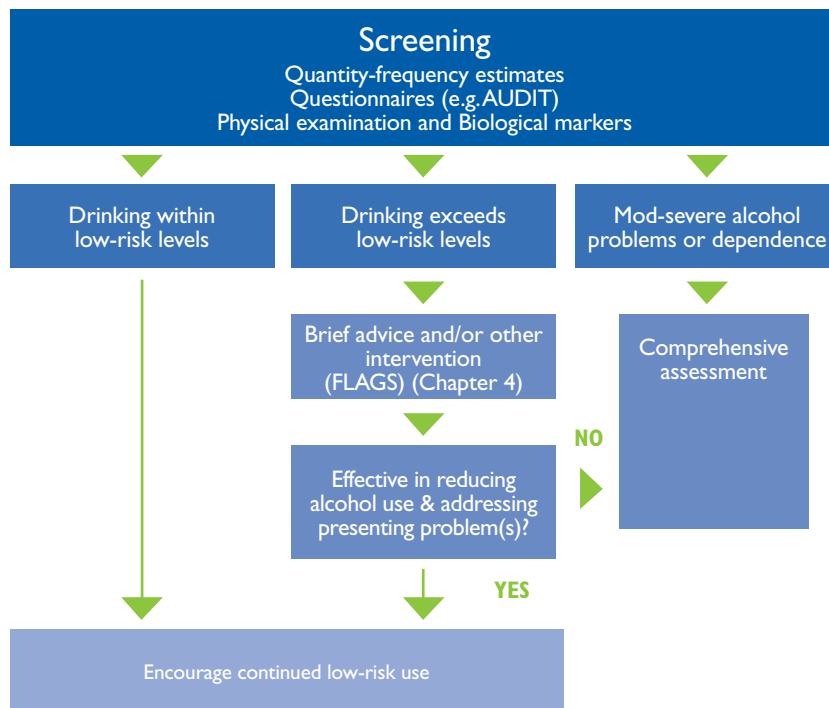 Screening
Quantity-frequency estimates
Questionnaires (e.g. AUDIT)
Physical examination and Biological markers
Drinking within
low-risk levels
Drinking exceeds
low-risk levels
Mod-severe alcohol
problems or dependence
Brief advice and/or other
intervention
(FLAGS) (Chapter 4)
Comprehensive
assessment
NO
Effective in reducing
alcohol use & addressing
presenting problem(s)?
YES
Encourage continued low-risk use